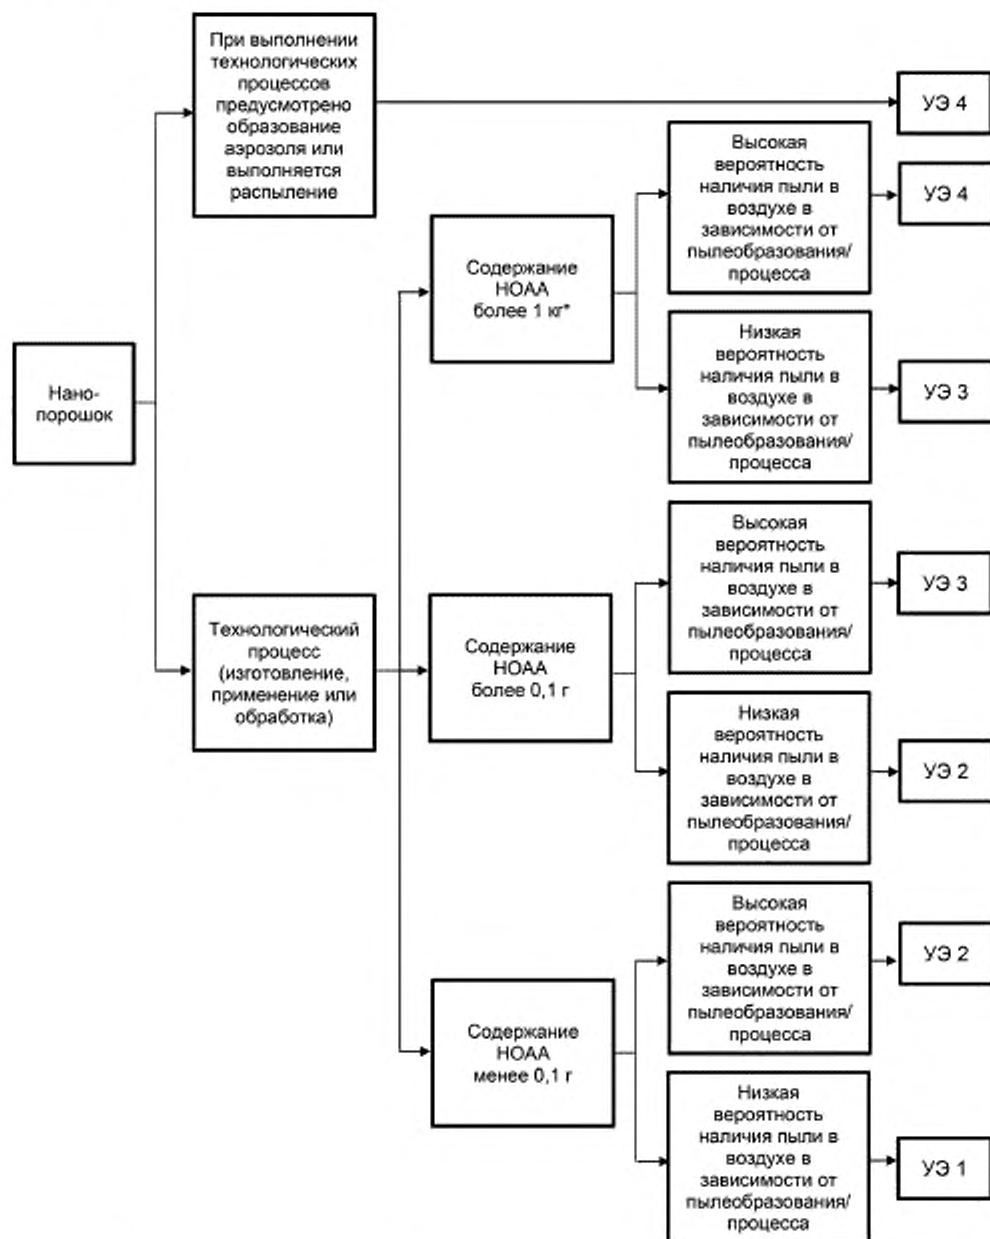 При выполнении
технологических
процессов
предусмотрено
образование
аэрозоля или
выполняется
распыление
УЭ 4
Высокая
вероятность
наличия пыли в
воздухе в
зависимости от
пылеобразования/
процесса
УЭ 4
Содержание
НОАА
более 1 кг*
Низкая
вероятность
наличия пыли в
воздухе в
зависимости от
пылеобразования/
процесса
УЭ 3
Нано-
порошок
Высокая
вероятность
наличия пыли в
воздухе в
зависимости от
пылеобразования/
процесса
УЭ 3
Технологический
процесс
(изготовление,
применение или
обработка)
Содержание
НОАА
более 0,1 г
Низкая
вероятность
наличия пыли в
воздухе в
зависимости от
пылеобразования/
процесса
УЭ 2
Высокая
вероятность
наличия пыли в
воздухе в
зависимости от
пылеобразования/
процесса
УЭ 2
Содержание
НОАА
менее 0,1 г
Низкая
вероятность
наличия пыли в
воздухе в
зависимости от
пылеобразования/
процесса
УЭ 1